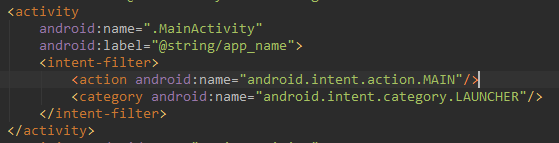 <activity
android:name=".MainActivity"
android:label="@string/app_name">
<intent-filter>
<action android:name="android.intent.action.MAIN"/>
<category android:name="android.intent.category.LAUNCHER"/>
</intent-filter>
</activity>